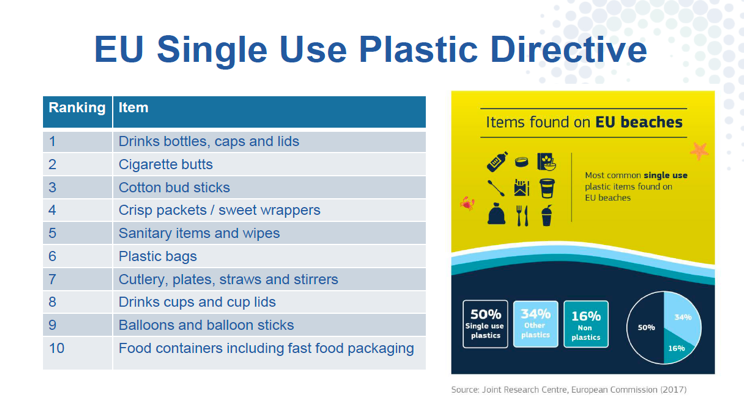 EU Single Use Plastic Directive
Ranking Item
1 Drinks bottles, caps and lids
2 Cigarette butts
3 Cotton bud sticks
4 Crisp packets / sweet wrappers
5 Sanitary items and wipes
6 Plastic bags
7 Cutlery, plates, straws and stirrers
8 Drinks cups and cup lids
9 Balloons and balloon sticks
10 Food containers including fast food packaging
Items found on EU beaches
Most common single use
plastic items found on
EU beaches
50%
Single use
plastics
34%
Other
plastics
16%
Non
plastics
50%
34%
16%
Source: Joint Research Centre, European Commission (2017)